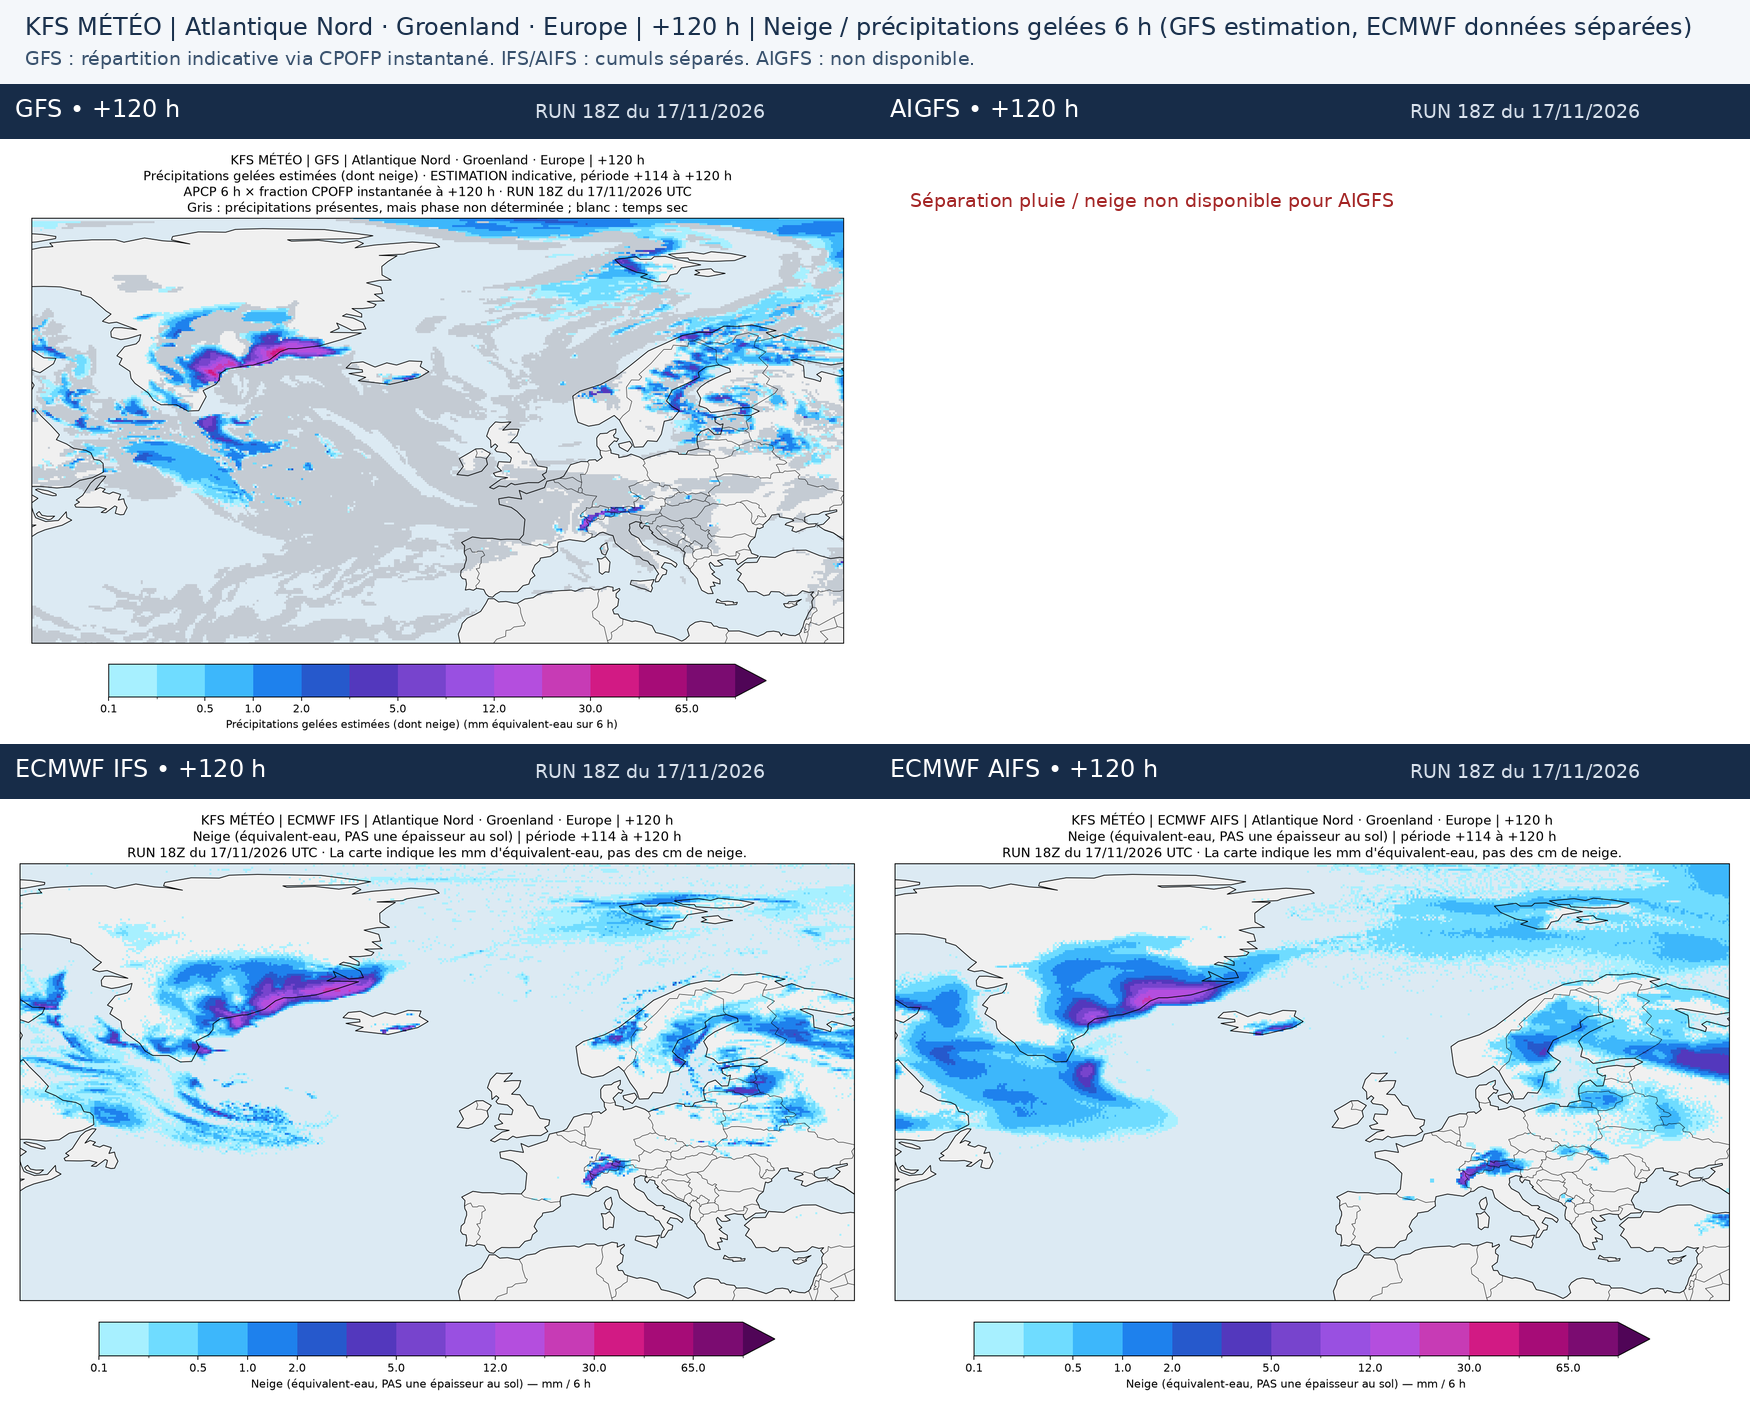 KFS MÉTÉO | Atlantique Nord · Groenland · Europe | +120 h | Neige / précipitations gelées 6 h (GFS estimation, ECMWF données séparées)
GFS : répartition indicative via CPOFP instantané. IFS/AIFS : cumuls séparés. AIGFS : non disponible.
GFS • +120 h
RUN 18Z du 17/11/2026
AIGFS • +120 h
RUN 18Z du 17/11/2026
KFS MÉTÉO | GFS | Atlantique Nord · Groenland · Europe | +120 h
Précipitations gelées estimées (dont neige) · ESTIMATION indicative, période +114 à +120 h
APCP 6 h × fraction CPOFP instantanée à +120 h · RUN 18Z du 17/11/2026 UTC
Gris : précipitations présentes, mais phase non déterminée ; blanc : temps sec
Séparation pluie / neige non disponible pour AIGFS
0.1 0.5 1.0 2.0 5.0 12.0 30.0 65.0
Précipitations gelées estimées (dont neige) (mm équivalent-eau sur 6 h)
ECMWF IFS • +120 h
RUN 18Z du 17/11/2026
ECMWF AIFS • +120 h
RUN 18Z du 17/11/2026
KFS MÉTÉO | ECMWF IFS | Atlantique Nord · Groenland · Europe | +120 h
Neige (équivalent-eau, PAS une épaisseur au sol) | période +114 à +120 h
RUN 18Z du 17/11/2026 UTC · La carte indique les mm d'équivalent-eau, pas des cm de neige.
KFS MÉTÉO | ECMWF AIFS | Atlantique Nord · Groenland · Europe | +120 h
Neige (équivalent-eau, PAS une épaisseur au sol) | période +114 à +120 h
RUN 18Z du 17/11/2026 UTC · La carte indique les mm d'équivalent-eau, pas des cm de neige.
0.1 0.5 1.0 2.0 5.0 12.0 30.0 65.0
Neige (équivalent-eau, PAS une épaisseur au sol) — mm / 6 h
0.1 0.5 1.0 2.0 5.0 12.0 30.0 65.0
Neige (équivalent-eau, PAS une épaisseur au sol) — mm / 6 h